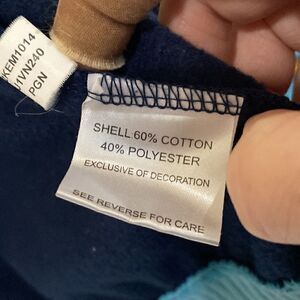 KEM1014
1VN240
PGN
SHELL:60% COTTON
40% POLYESTER
EXCLUSIVE OF DECORATION
SEE REVERSE FOR CARE